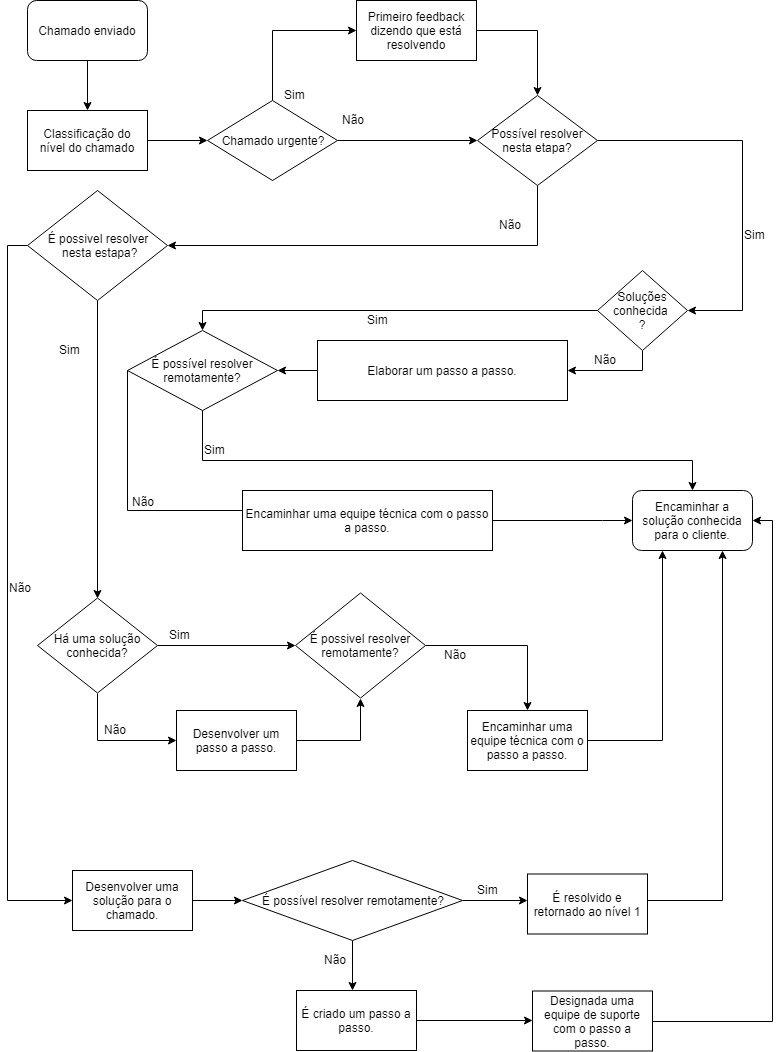 Chamado enviado
Primeiro feedback
dizendo que está
resolvendo
Sim
Classificação do
nível do chamado
Chamado urgente?
Não
Possível resolver
nesta etapa?
Não
Sim
É possivel resolver
nesta estapa?
Soluções
conhecida
?
Sim
Sim
Não
É possível resolver
remotamente?
Elaborar um passo a passo.
Sim
Não
Encaminhar uma equipe técnica com o passo
a passo.
Encaminhar a
solução conhecida
para o cliente.
Não
Há uma solução
conhecida?
Sim
É possivel resolver
remotamente?
Não
Não
Desenvolver um
passo a passo.
Encaminhar uma
equipe técnica com o
passo a passo.
Desenvolver uma
solução para o
chamado.
É possível resolver remotamente?
Sim
É resolvido e
retornado ao nível 1
Não
É criado um passo a
passo.
Designada uma
equipe de suporte
com o passo a
passo.